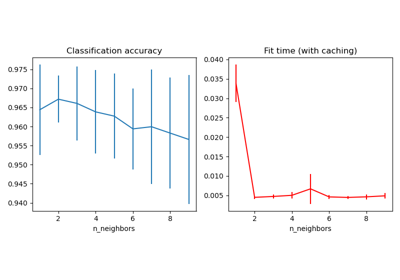 Classification accuracy
0.975
0.970
0.965
0.960
0.955
0.950
0.945
0.940
2 4 6 8
n_neighbors
Fit time (with caching)
0.040
0.035
0.030
0.025
0.020
0.015
0.010
0.005
2 4 6 8
n_neighbors